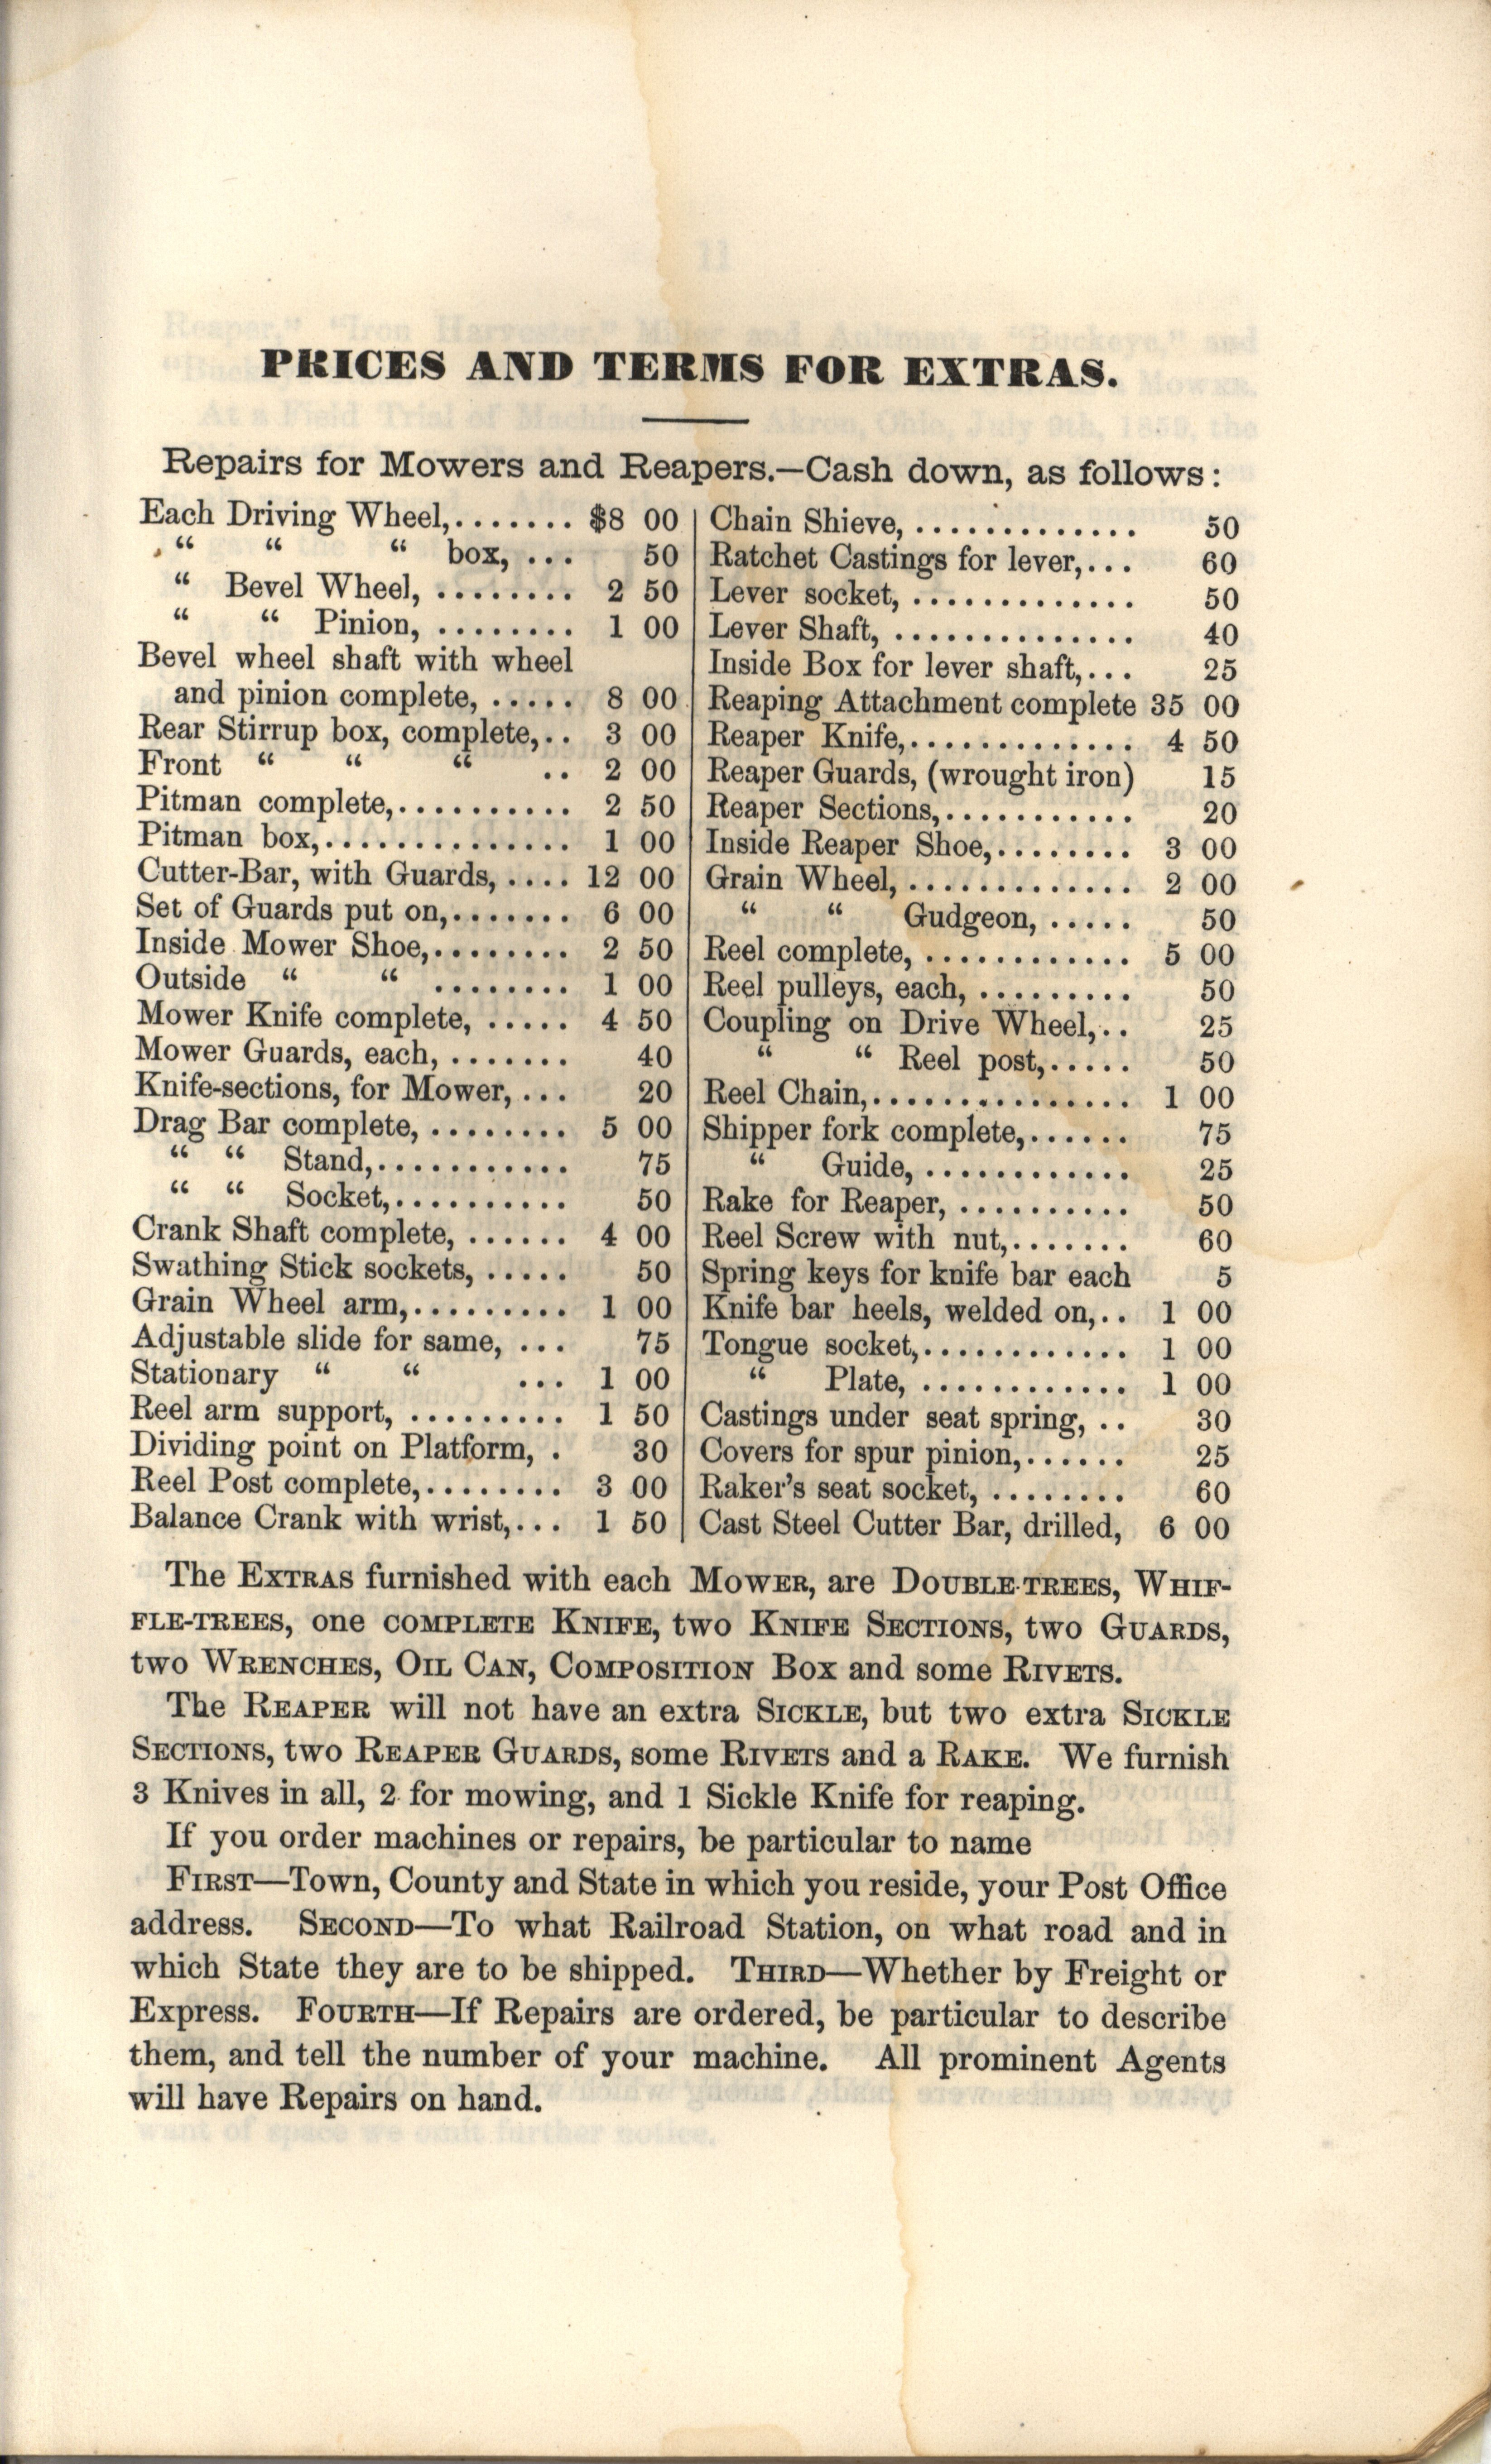 PRICES AND TERMS FOR EXTRAS.
Repairs for Mowers and Reapers.—Cash down, as follows:
Each Driving Wheel,....... $8 00
“ “ “ box, ... 50
“ Bevel Wheel, ........ 2 50
“ “ Pinion, ........ 1 00
Bevel wheel shaft with wheel
and pinion complete, ..... 8 00
Rear Stirrup box, complete,.. 3 00
Front “ “ “ .. 2 00
Pitman complete,.......... 2 50
Pitman box,.............. 1 00
Cutter-Bar, with Guards, .... 12 00
Set of Guards put on,....... 6 00
Inside Mower Shoe,........ 2 50
Outside “ “ ........ 1 00
Mower Knife complete, ..... 4 50
Mower Guards, each, ....... 40
Knife-sections, for Mower, ... 20
Drag Bar complete, ........ 5 00
“ “ Stand,........... 75
“ “ Socket,.......... 50
Crank Shaft complete, ...... 4 00
Swathing Stick sockets, ..... 50
Grain Wheel arm,......... 1 00
Adjustable slide for same, ... 75
Stationary “ “ ... 1 00
Reel arm support, ......... 1 50
Dividing point on Platform, . 30
Reel Post complete,........ 3 00
Balance Crank with wrist,... 1 50
Chain Shieve, ............. 50
Ratchet Castings for lever,... 60
Lever socket, ............. 50
Lever Shaft, .............. 40
Inside Box for lever shaft,... 25
Reaping Attachment complete 35 00
Reaper Knife,............. 4 50
Reaper Guards, (wrought iron) 15
Reaper Sections,........... 20
Inside Reaper Shoe,........ 3 00
Grain Wheel, ............. 2 00
“ “ Gudgeon, ..... 50
Reel complete, ............ 5 00
Reel pulleys, each, ......... 50
Coupling on Drive Wheel,.. 25
“ “ Reel post,..... 50
Reel Chain,............... 1 00
Shipper fork complete,...... 75
“ Guide, ............ 25
Rake for Reaper, .......... 50
Reel Screw with nut,....... 60
Spring keys for knife bar each 5
Knife bar heels, welded on,.. 1 00
Tongue socket,............ 1 00
“ Plate, ............ 1 00
Castings under seat spring, .. 30
Covers for spur pinion,...... 25
Raker's seat socket, ........ 60
Cast Steel Cutter Bar, drilled, 6 00
The EXTRAS furnished with each MOWER, are DOUBLE-TREES, WHIF-
FLE-TREES, one COMPLETE KNIFE, two KNIFE SECTIONS, two GUARDS,
two WRENCHES, OIL CAN, COMPOSITION Box and some RIVETS.
The REAPER will not have an extra SICKLE, but two extra SICKLE
SECTIONS, two REAPER GUARDS, some RIVETS and a RAKE. We furnish
3 Knives in all, 2 for mowing, and 1 Sickle Knife for reaping.
If you order machines or repairs, be particular to name
FIRST—Town, County and State in which you reside, your Post Office
address. SECOND—To what Railroad Station, on what road and in
which State they are to be shipped. THIRD—Whether by Freight or
Express. FOURTH—If Repairs are ordered, be particular to describe
them, and tell the number of your machine. All prominent Agents
will have Repairs on hand.